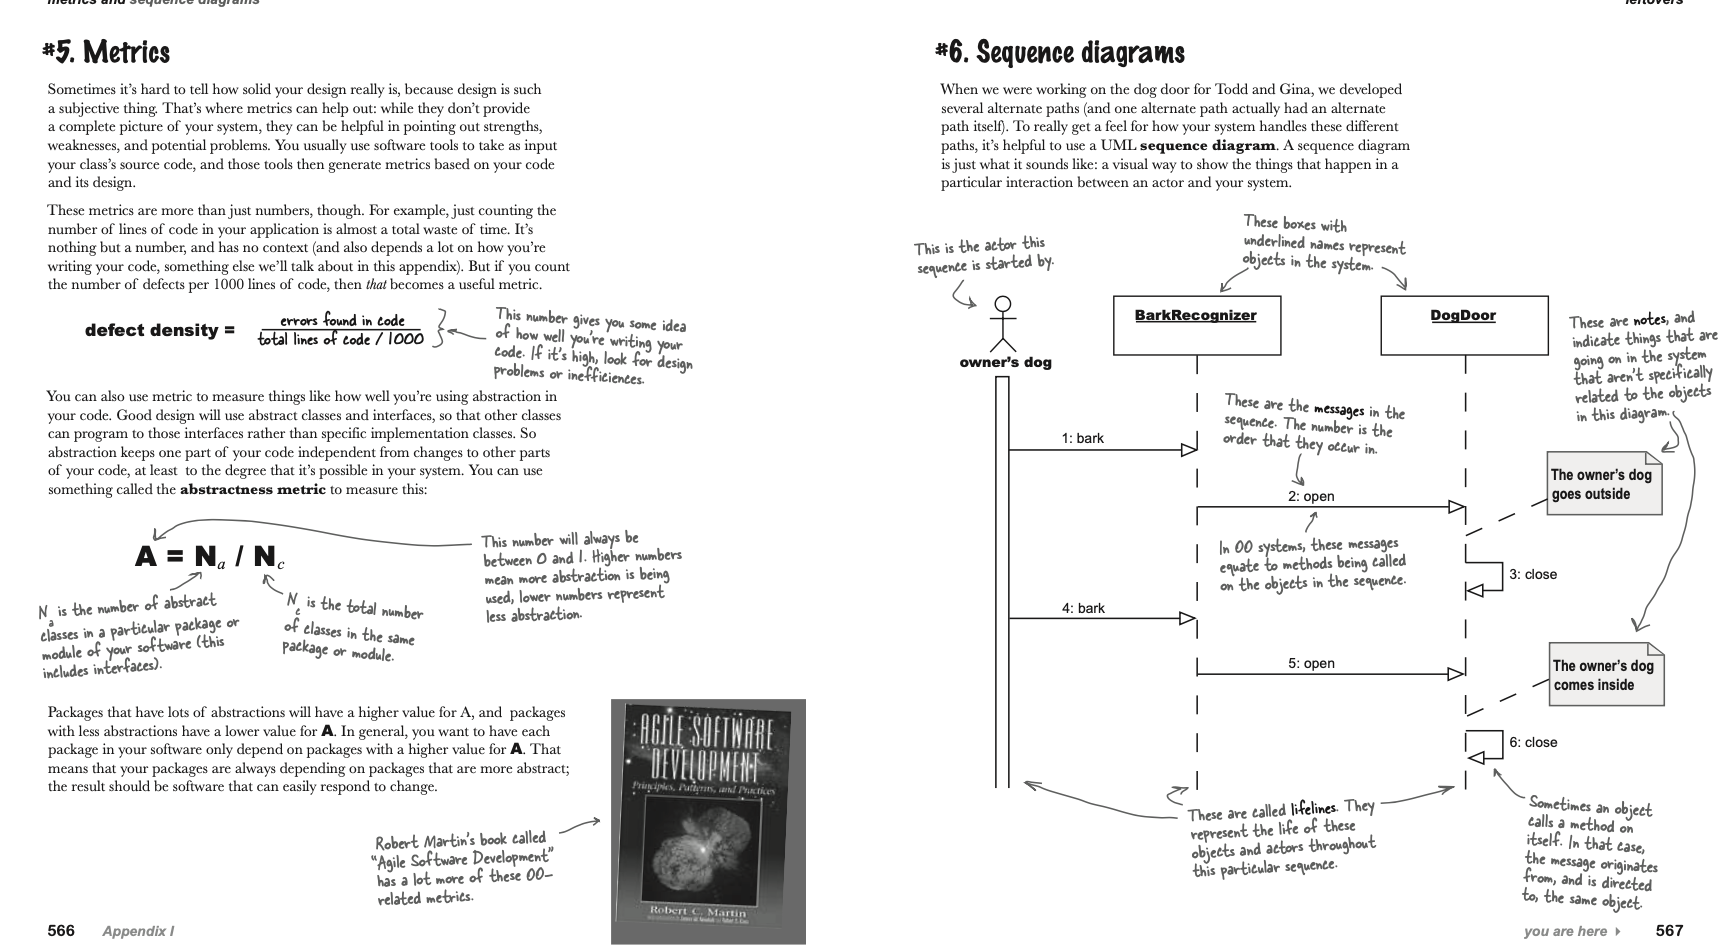 metrics and sequence diagrams
#5. Metrics
Sometimes it's hard to tell how solid your design really is, because design is such
a subjective thing. That's where metrics can help out: while they don't provide
a complete picture of your system, they can be helpful in pointing out strengths,
weaknesses, and potential problems. You usually use software tools to take as input
your class's source code, and those tools then generate metrics based on your code
and its design.
These metrics are more than just numbers, though. For example, just counting the
number of lines of code in your application is almost a total waste of time. It's
nothing but a number, and has no context (and also depends a lot on how you're
writing your code, something else we'll talk about in this appendix). But if you count
the number of defects per 1000 lines of code, then that becomes a useful metric.
defect density =
errors found in code
total lines of code / 1000
This number gives you some idea
of how well you're writing your
code. If it's high, look for design
problems or inefficiences.
You can also use metric to measure things like how well you're using abstraction in
your code. Good design will use abstract classes and interfaces, so that other classes
can program to those interfaces rather than specific implementation classes. So
abstraction keeps one part of your code independent from changes to other parts
of your code, at least to the degree that it's possible in your system. You can use
something called the abstractness metric to measure this:
A = Na / Nc
This number will always be
between 0 and 1. Higher numbers
mean more abstraction is being
used, lower numbers represent
less abstraction.
Na is the number of abstract
classes in a particular package or
module of your software (this
includes interfaces).
Nc is the total number
of classes in the same
package or module.
Packages that have lots of abstractions will have a higher value for A, and packages
with less abstractions have a lower value for A. In general, you want to have each
package in your software only depend on packages with a higher value for A. That
means that your packages are always depending on packages that are more abstract;
the result should be software that can easily respond to change.
Robert Martin's book called
"Agile Software Development"
has a lot more of these OO-
related metrics.
AGILE SOFTWARE
DEVELOPMENT
Principles, Patterns, and Practices
Robert C. Martin
566 Appendix I
leftovers
#6. Sequence diagrams
When we were working on the dog door for Todd and Gina, we developed
several alternate paths (and one alternate path actually had an alternate
path itself). To really get a feel for how your system handles these different
paths, it's helpful to use a UML sequence diagram. A sequence diagram
is just what it sounds like: a visual way to show the things that happen in a
particular interaction between an actor and your system.
This is the actor this
sequence is started by.
These boxes with
underlined names represent
objects in the system.
owner's dog
BarkRecognizer
DogDoor
These are notes, and
indicate things that are
going on in the system
that aren't specifically
related to the objects
in this diagram.
These are the messages in the
sequence. The number is the
order that they occur in.
1: bark
2: open
The owner's dog
goes outside
In OO systems, these messages
equate to methods being called
on the objects in the sequence.
3: close
4: bark
5: open
The owner's dog
comes inside
6: close
These are called lifelines. They
represent the life of these
objects and actors throughout
this particular sequence.
Sometimes an object
calls a method on
itself. In that case,
the message originates
from, and is directed
to, the same object.
you are here 567